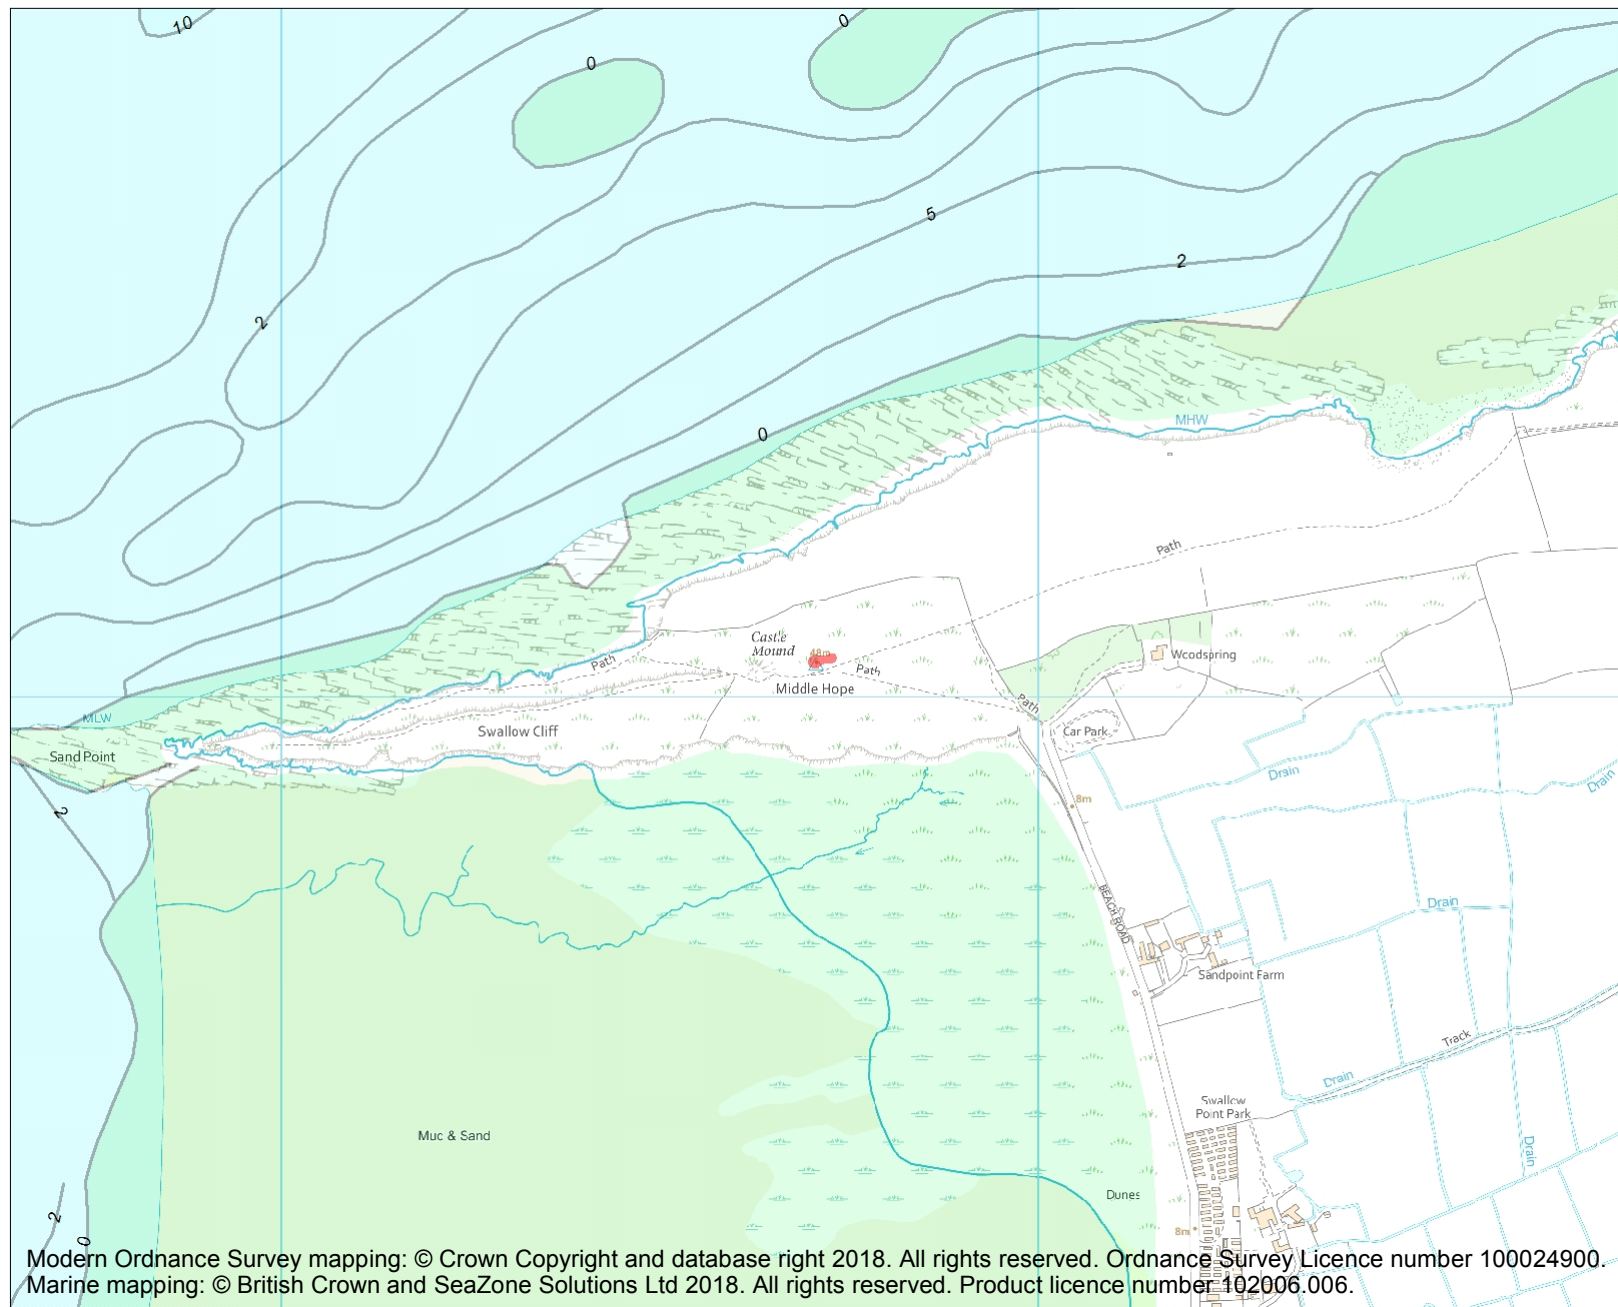 10
0
0
5
2
2
0
MHW
Path
Castle
Mound
48m
Path
Path
Woodspring
Middle Hope
Path
MLW
Swallow Cliff
Car Park
Sand Point
Drain
Drain
2
8m
BEACH ROAD
Drain
Sandpoint Farm
Track
Drain
Swallow
Point Park
Muc & Sand
Drain
Dunes
2
8m
0
Modern Ordnance Survey mapping: © Crown Copyright and database right 2018. All rights reserved. Ordnance Survey Licence number 100024900.
Marine mapping: © British Crown and SeaZone Solutions Ltd 2018. All rights reserved. Product licence number 102006.006.